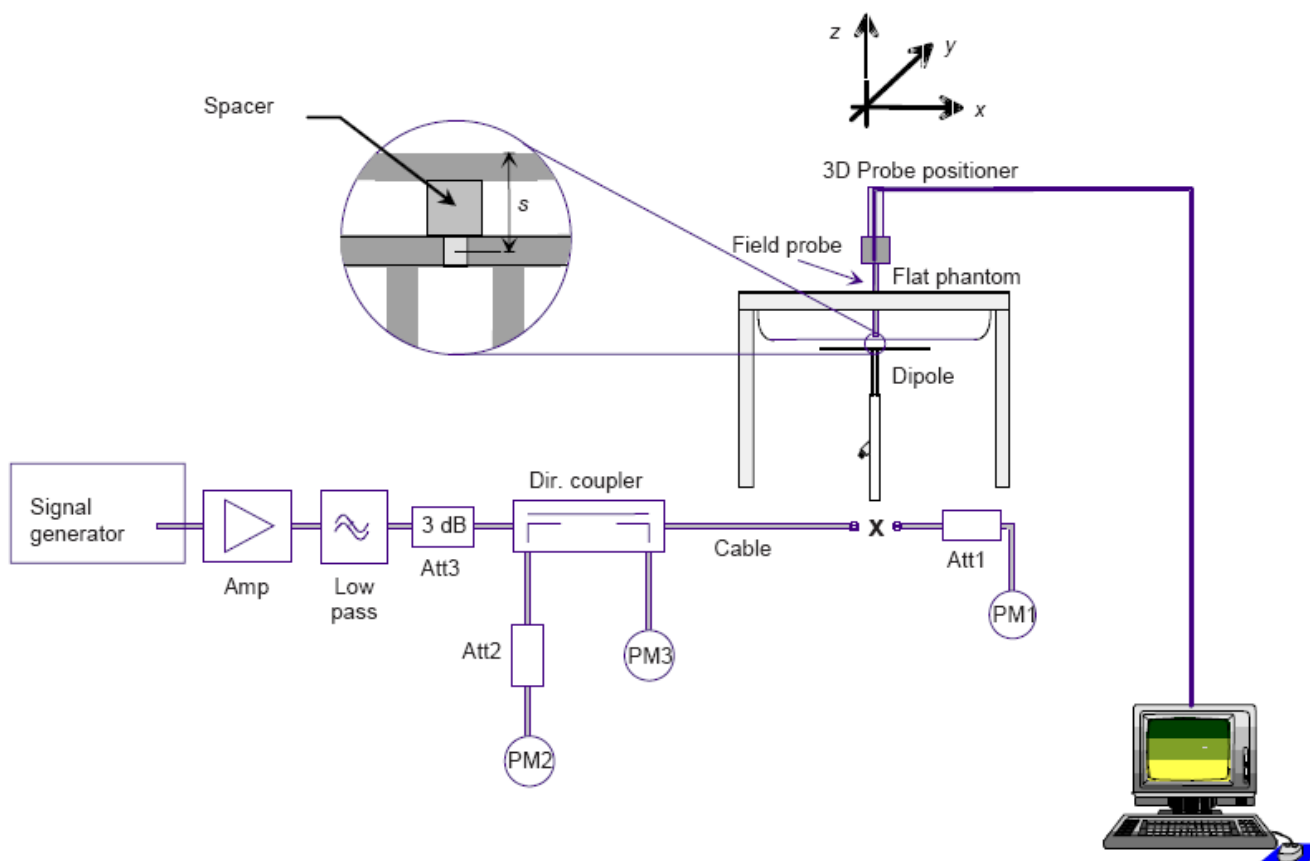 z
y
x
Spacer
s
3D Probe positioner
Field probe
Flat phantom
Dipole
Signal
generator
Amp
Low
pass
3 dB
Att3
Dir. coupler
Cable
X
Att1
PM1
Att2
PM3
PM2